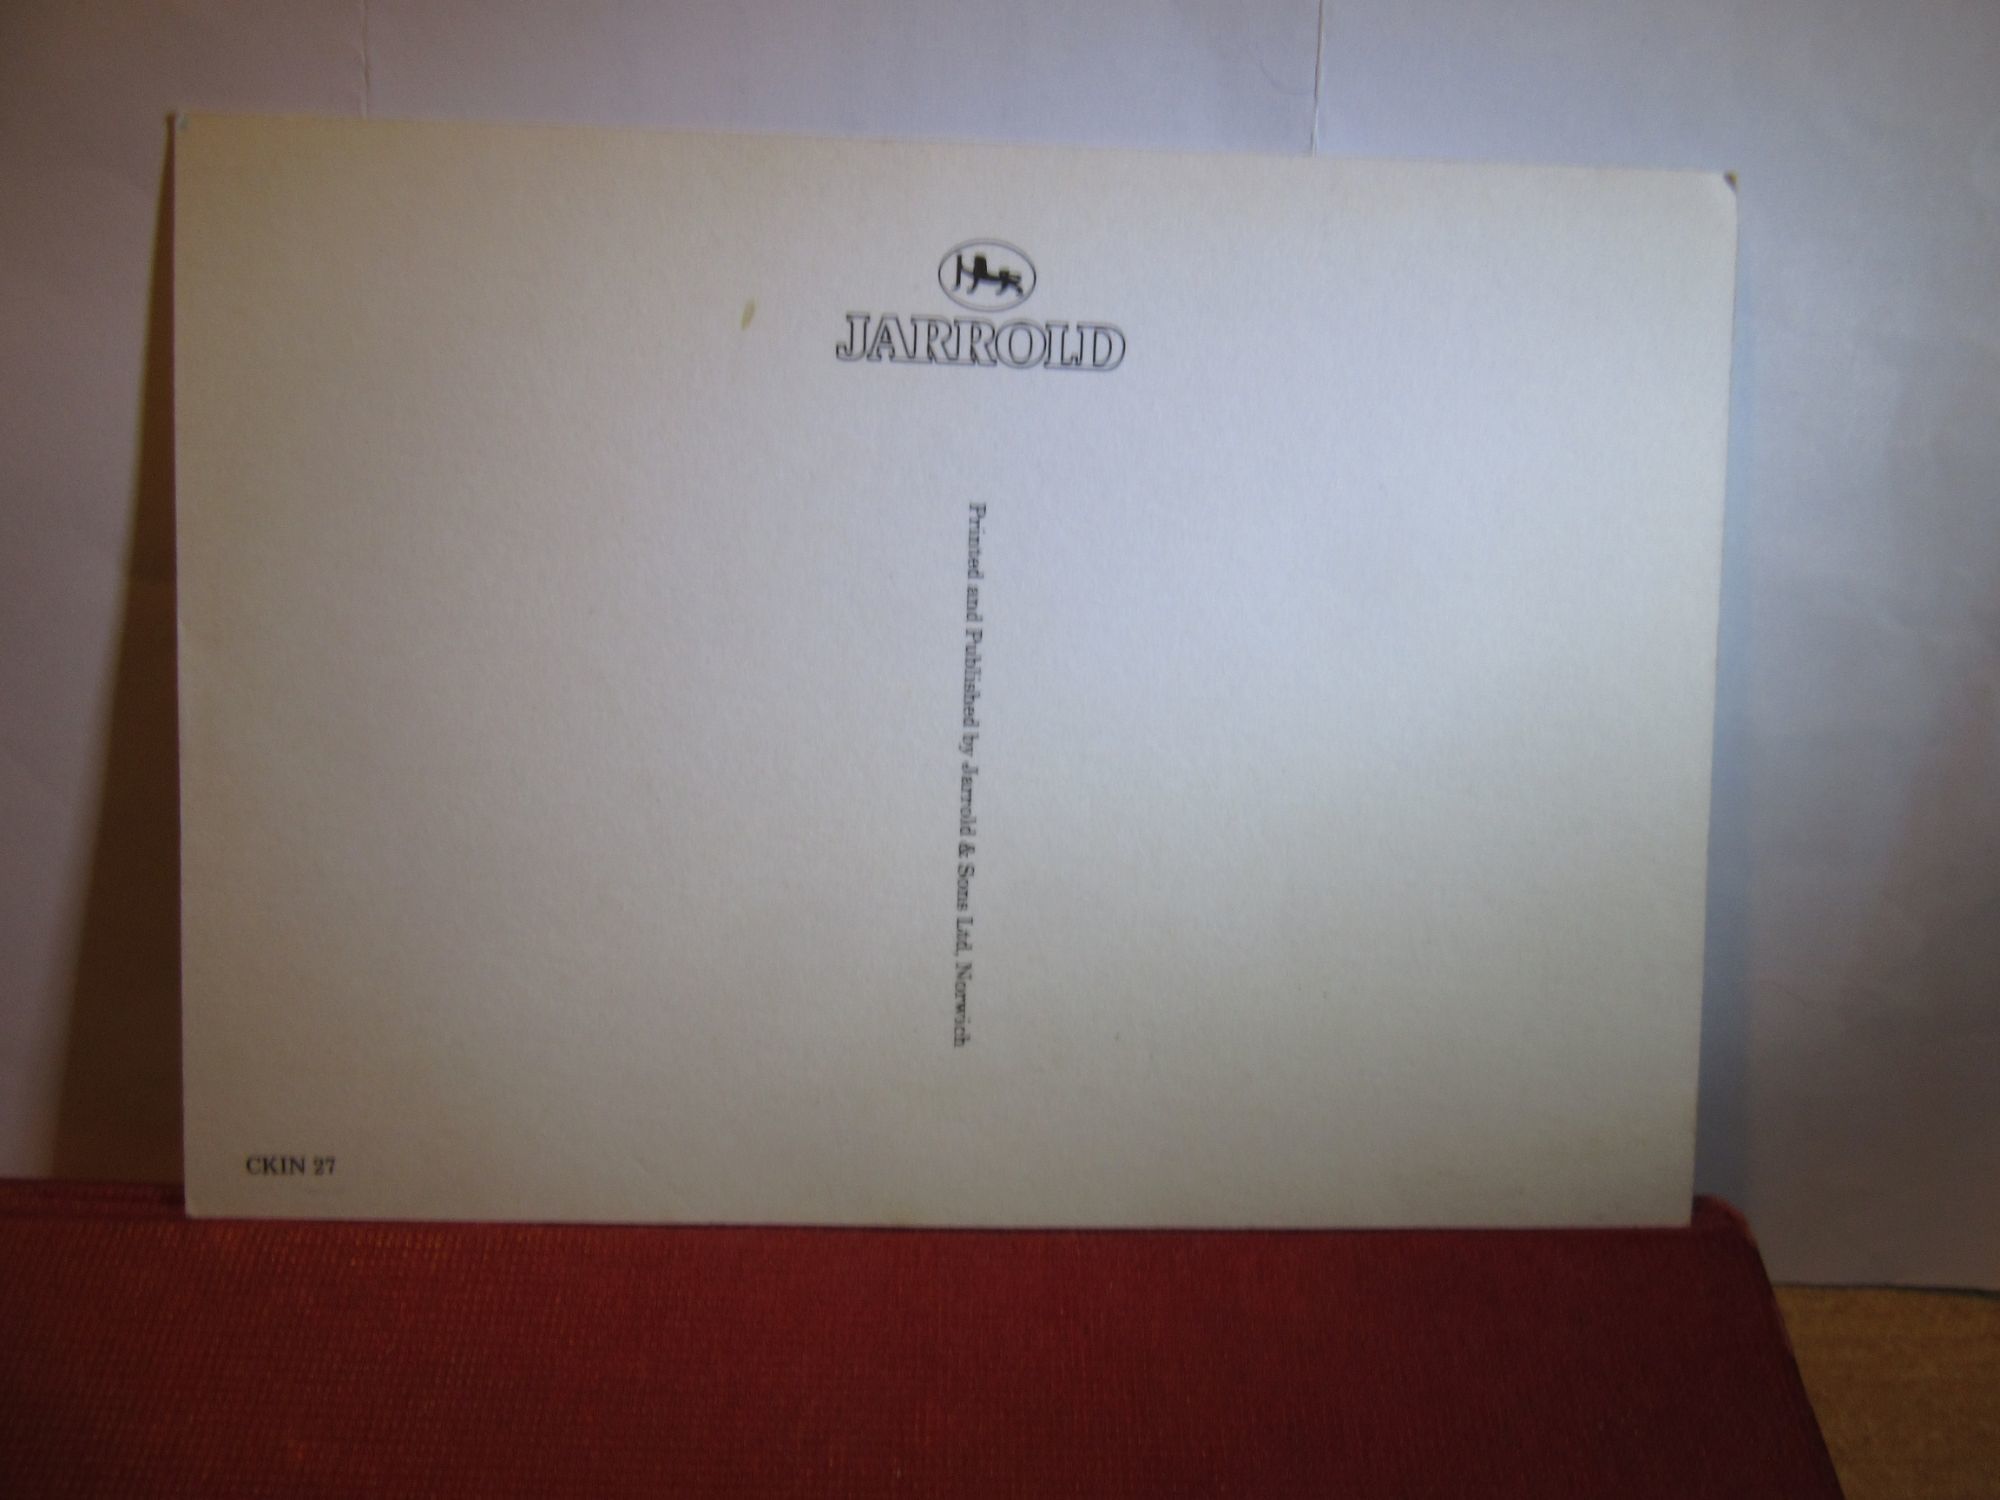 JARROLD
Printed and Published by Jarrold & Sons Ltd, Norwich
CKIN 27